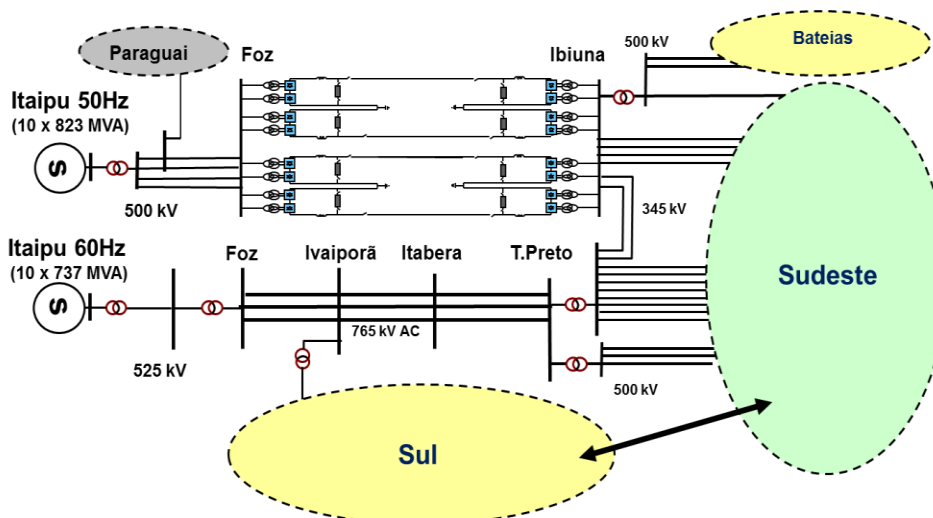 Paraguai
Foz
Ibiuna
500 kV
Bateias
Itaipu 50Hz
(10 x 823 MVA)
S
500 kV
345 kV
Itaipu 60Hz
(10 x 737 MVA)
S
Foz
Ivaiporã
Itabera
T.Preto
Sudeste
765 kV AC
525 kV
500 kV
Sul